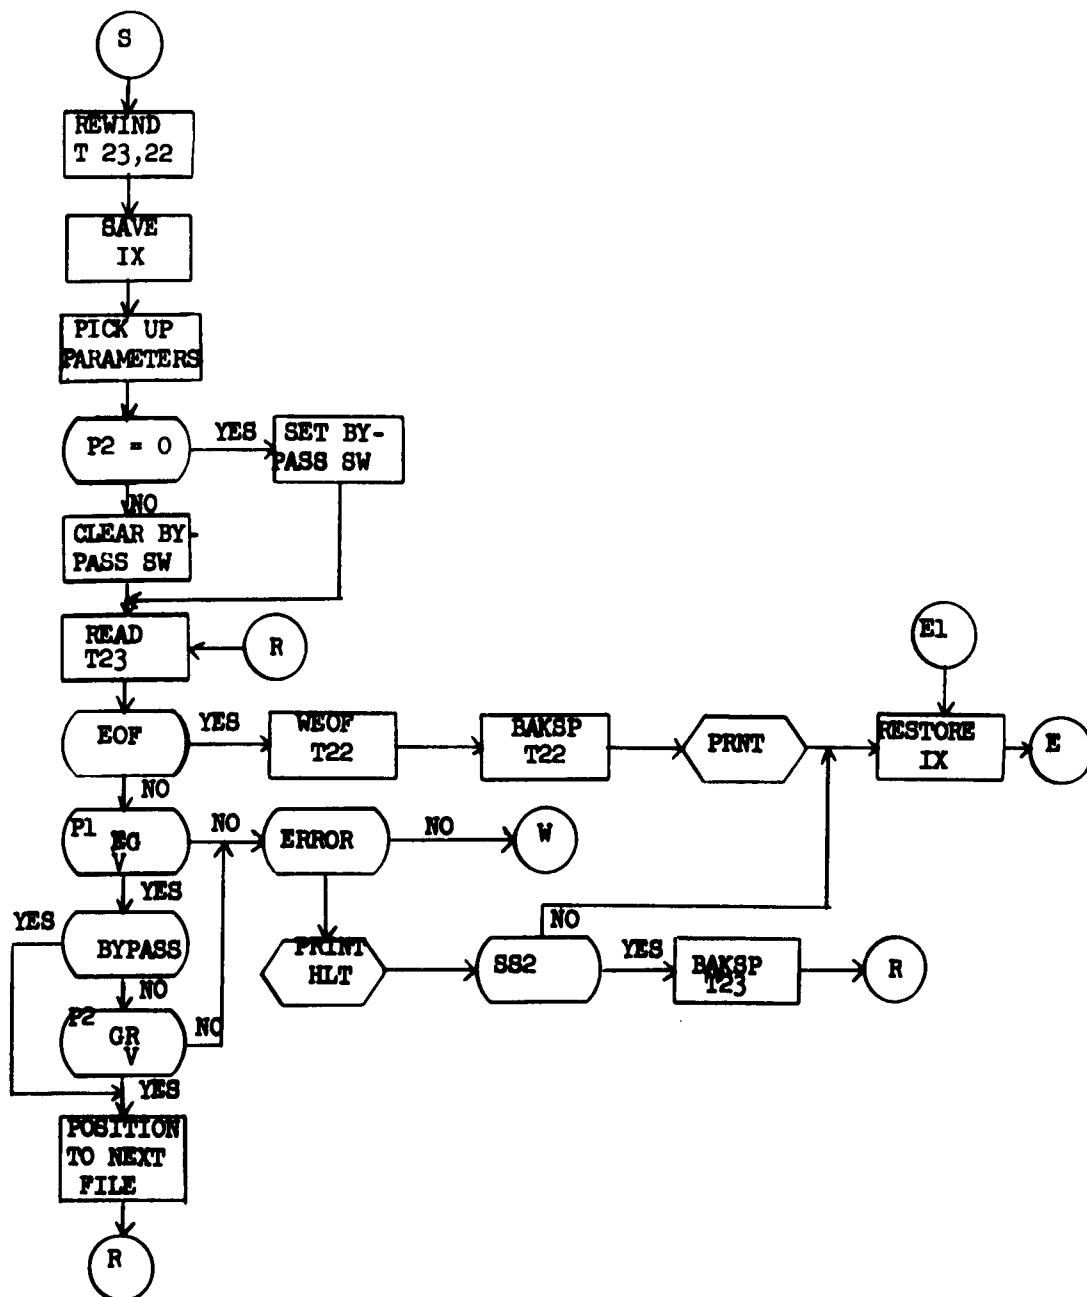 S
REWIND
T 23,22
SAVE
IX
PICK UP
PARAMETERS
P2 = 0
YES
SET BY-
PASS SW
NO
CLEAR BY-
PASS SW
READ
T23
R
E1
EOF
YES
WEOF
T22
BAKSP
T22
PRNT
RESTORE
IX
E
NO
P1
EG
V
NO
ERROR
NO
W
YES
YES
BYPASS
NO
PRINT
HLT
SS2
NO
YES
BAKSP
T23
R
P2
GR
V
NO
YES
POSITION
TO NEXT
FILE
R